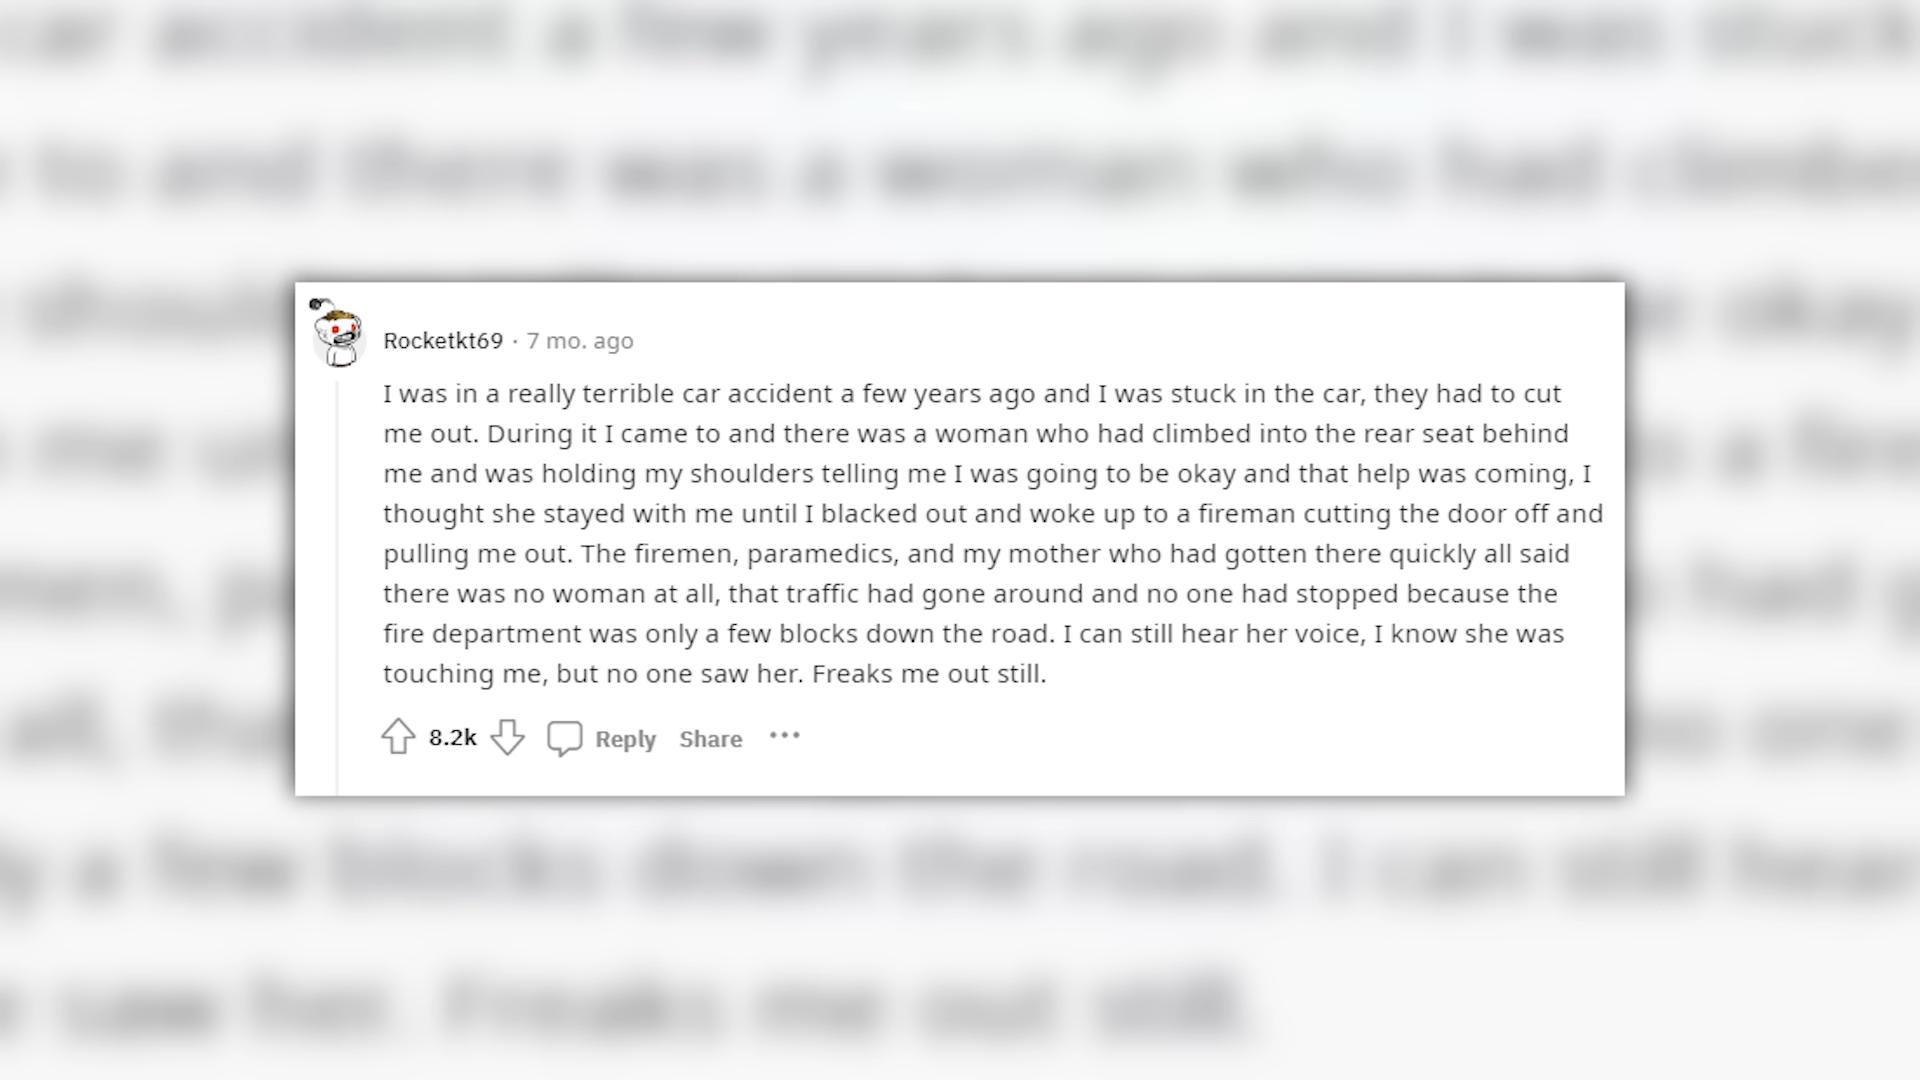 Rocketkt69 · 7 mo. ago
I was in a really terrible car accident a few years ago and I was stuck in the car, they had to cut
me out. During it I came to and there was a woman who had climbed into the rear seat behind
me and was holding my shoulders telling me I was going to be okay and that help was coming, I
thought she stayed with me until I blacked out and woke up to a fireman cutting the door off and
pulling me out. The firemen, paramedics, and my mother who had gotten there quickly all said
there was no woman at all, that traffic had gone around and no one had stopped because the
fire department was only a few blocks down the road. I can still hear her voice, I know she was
touching me, but no one saw her. Freaks me out still.
8.2k Reply Share ...